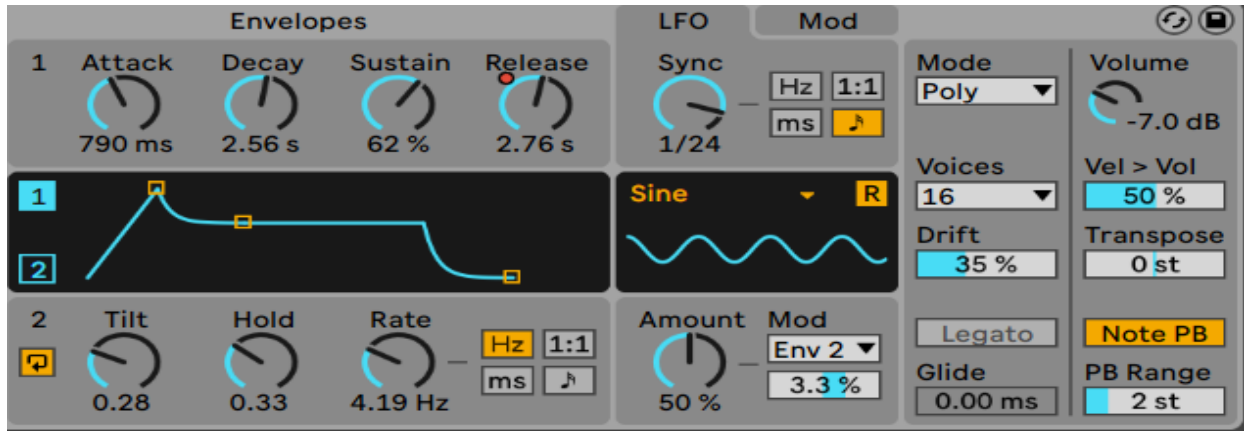 Envelopes
LFO Mod
1 Attack Decay Sustain Release
790 ms 2.56 s 62 % 2.76 s
Sync
1/24
Hz 1:1
ms
1
2
Sine R
2 Tilt Hold Rate
0.28 0.33 4.19 Hz
Hz 1:1
ms
Amount Mod
50 %
Env 2
3.3 %
Mode
Poly
Voices
16
Drift
35 %
Legato
Glide
0.00 ms
Volume
-7.0 dB
Vel > Vol
50 %
Transpose
0 st
Note PB
PB Range
2 st